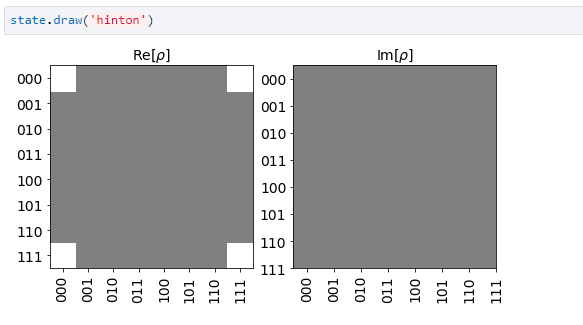 state.draw('hinton')
Re[ρ] Im[ρ]
000 000
001 001
010 010
011 011
100 100
101 101
110 110
111 111
000 001 010 011 100 101 110 111 000 001 010 011 100 101 110 111